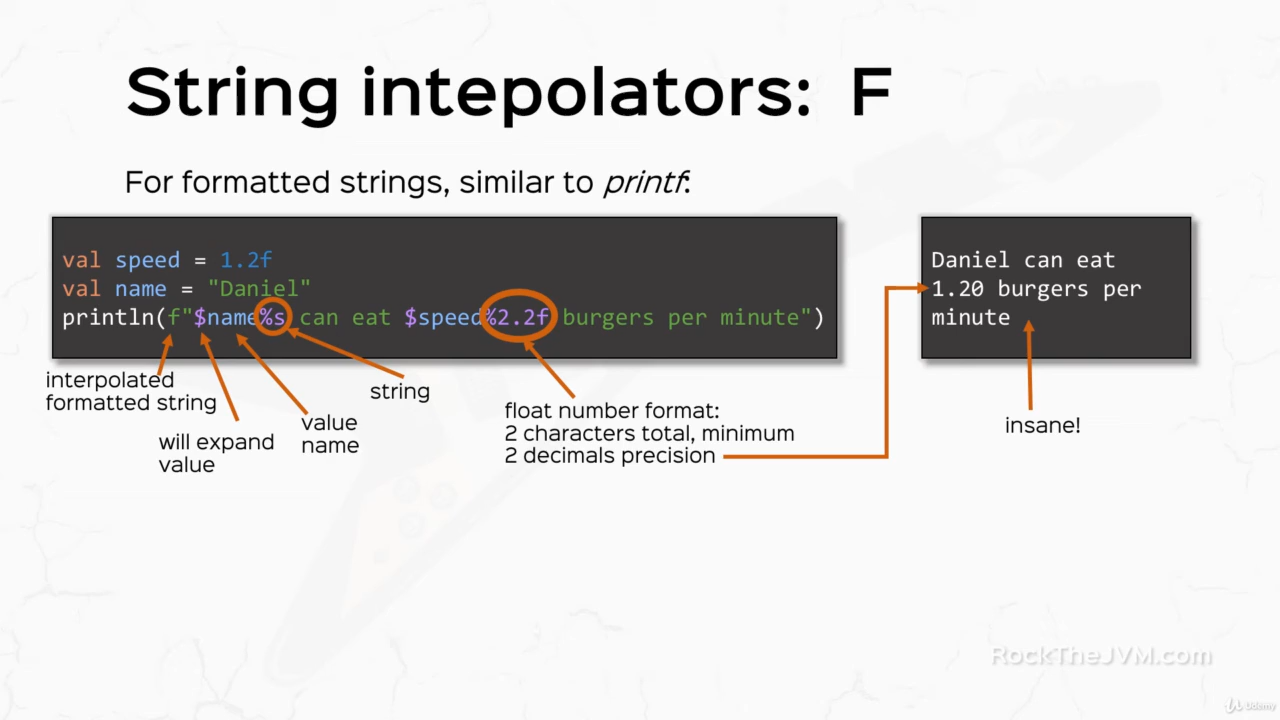 String intepolators: F
For formatted strings, similar to printf:
val speed = 1.2f
val name = "Daniel"
println(f"$name%s can eat $speed%2.2f burgers per minute")
Daniel can eat
1.20 burgers per
minute
interpolated
formatted string
will expand
value
value
name
string
float number format:
2 characters total, minimum
2 decimals precision
insane!
RockTheJVM.com
Udemy